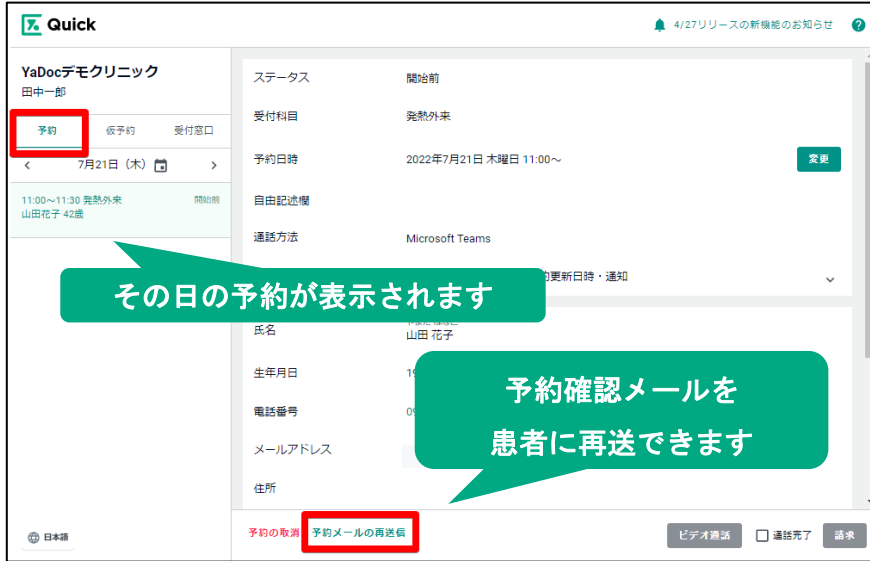 Quick
4/27リリースの新機能のお知らせ
YaDocデモクリニック
田中一郎
予約 仮予約 受付窓口
7月21日（木）
11:00～11:30 発熱外来 開始前
山田花子 42歳
ステータス 開始前
受付科目 発熱外来
予約日時 2022年7月21日 木曜日 11:00～ 変更
自由記述欄
通話方法 Microsoft Teams
更新日時・通知
その日の予約が表示されます
氏名 山田 花子
生年月日
電話番号
メールアドレス
住所
予約確認メールを
患者に再送できます
日本語
予約の取消 予約メールの再送信 ビデオ通話 通話完了 請求